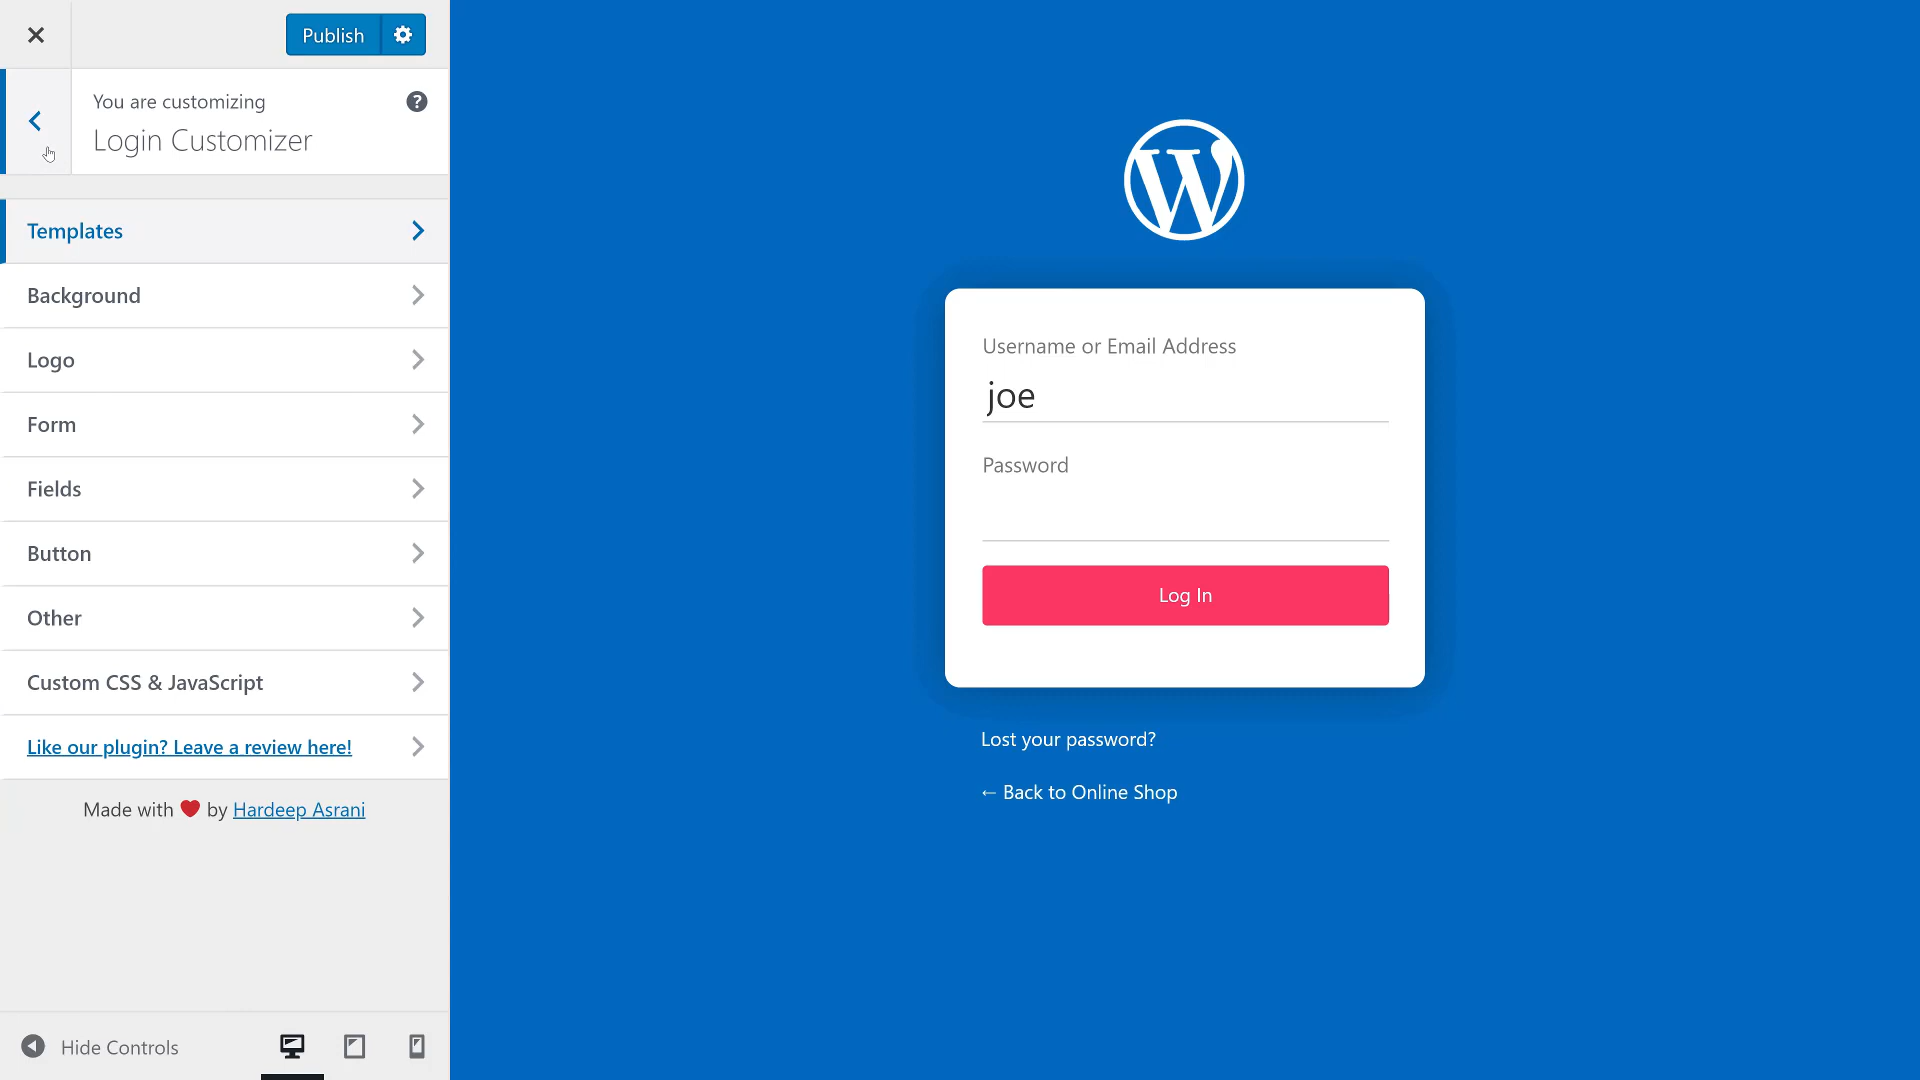 Publish
You are customizing
Login Customizer
Templates
Background
Logo
Form
Fields
Button
Other
Custom CSS & JavaScript
Like our plugin? Leave a review here!
Made with ❤ by Hardeep Asrani
Hide Controls
Username or Email Address
joe
Password
Log In
Lost your password?
← Back to Online Shop